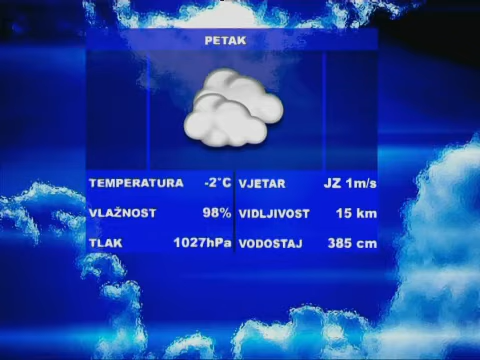 PETAK
TEMPERATURA -2°C VJETAR JZ 1m/s
VLAŽNOST 98% VIDLJIVOST 15 km
TLAK 1027hPa VODOSTAJ 385 cm